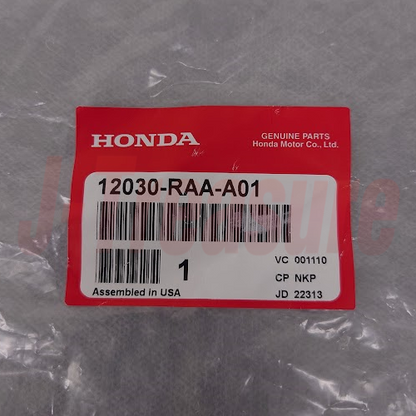 HONDA
GENUINE PARTS
Honda Motor Co., Ltd.
12030-RAA-A01
1
VC 001110
CP NKP
JD 22313
Assembled in USA